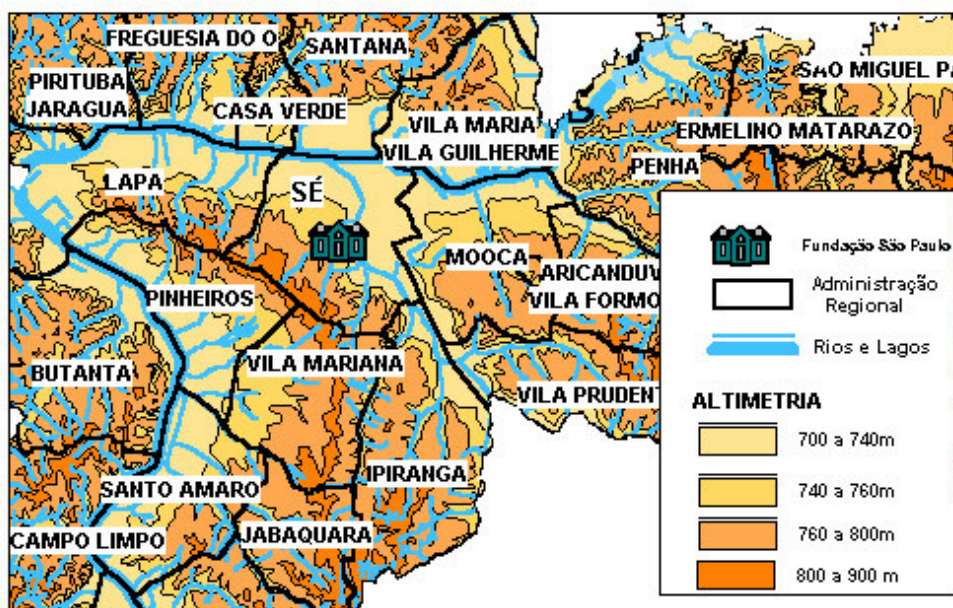 FREGUESIA DO O
SANTANA
PIRITUBA
JARAGUA
CASA VERDE
SAO MIGUEL PA
VILA MARIA
VILA GUILHERME
ERMELINO MATARAZO
PENHA
LAPA
SÉ
MOOCA
ARICANDUV
VILA FORMO
PINHEIROS
VILA MARIANA
BUTANTA
VILA PRUDENT
IPIRANGA
SANTO AMARO
CAMPO LIMPO
JABAQUARA
Fundação São Paulo
Administração
Regional
Rios e Lagos
ALTIMETRIA
700 a 740m
740 a 760m
760 a 800m
800 a 900 m